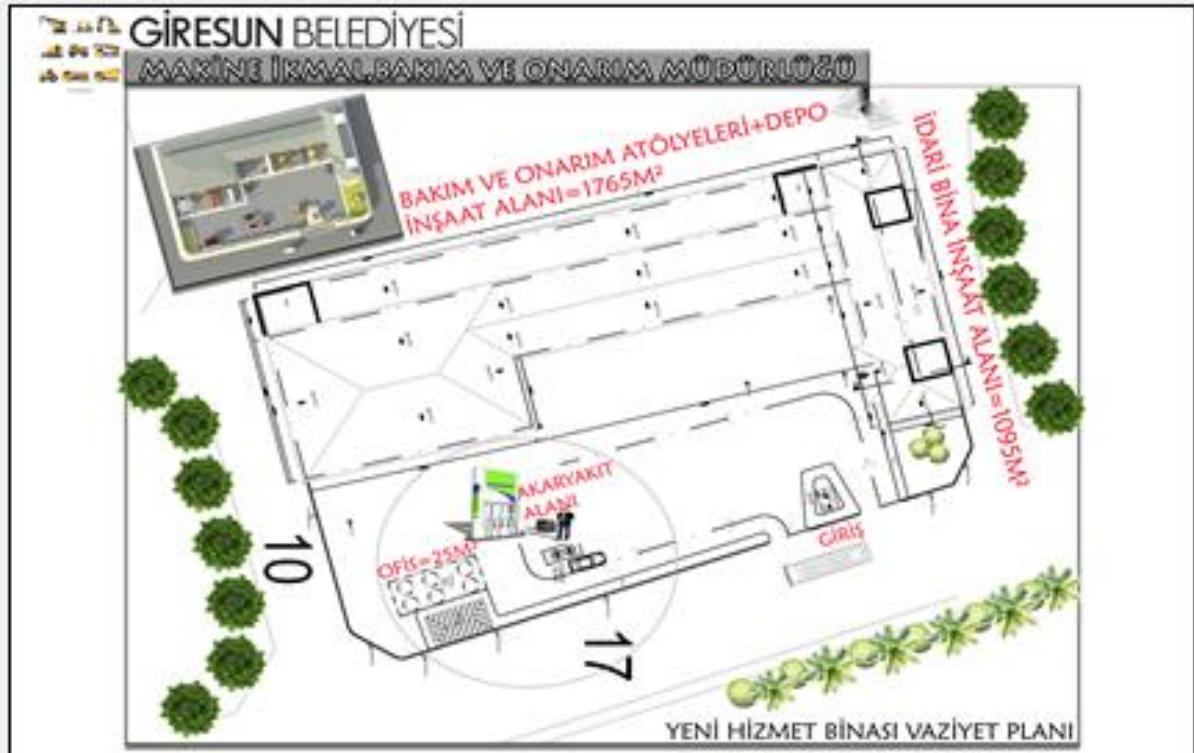 GİRESUN BELEDİYESİ
MAKİNE İKMAL,BAKIM VE ONARIM MÜDÜRLÜĞÜ
BAKIM VE ONARIM ATÖLYELERİ+DEPO
İNŞAAT ALANI=1765M²
İDARİ BİNA İNŞAAT ALANI=1095M²
AKARYAKIT
ALANI
OFİS=25M²
GİRİŞ
10
17
YENİ HİZMET BİNASI VAZİYET PLANI